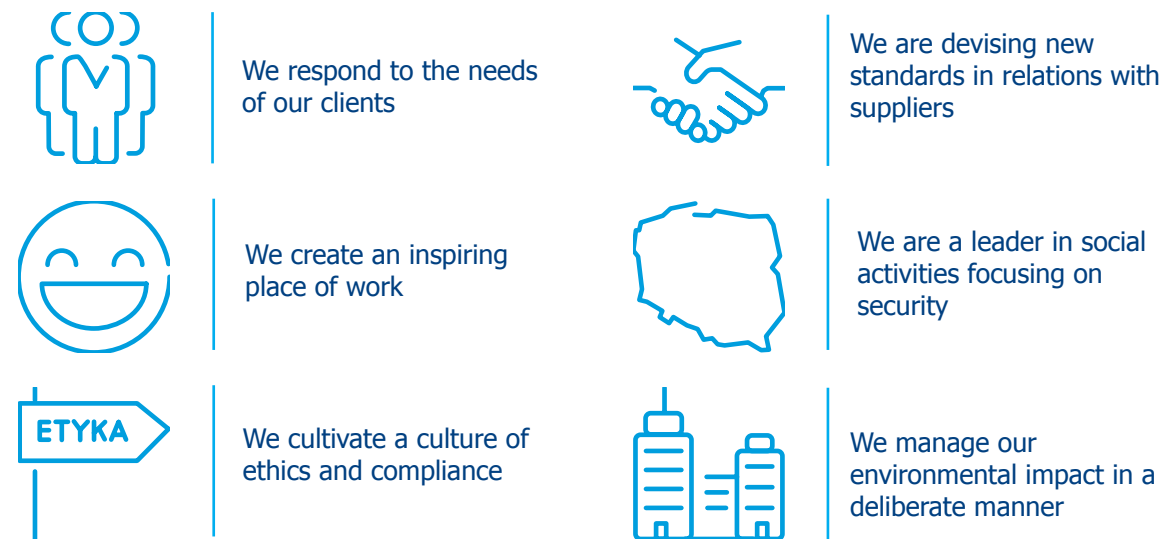 We respond to the needs
of our clients
We are devising new
standards in relations with
suppliers
We create an inspiring
place of work
We are a leader in social
activities focusing on
security
ETYKA
We cultivate a culture of
ethics and compliance
We manage our
environmental impact in a
deliberate manner